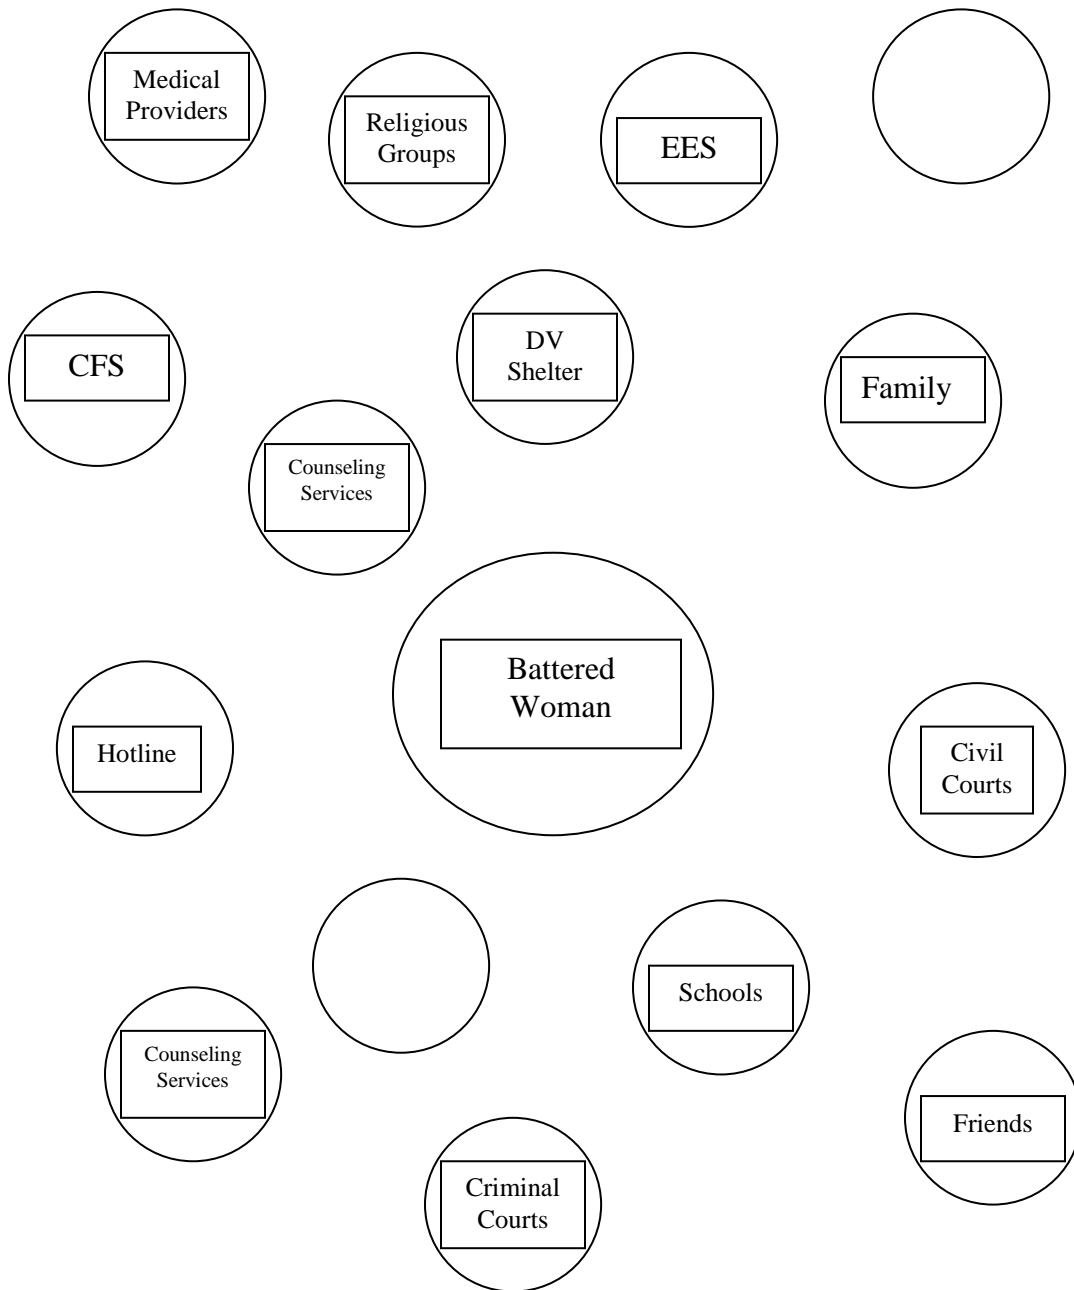 Medical
Providers
Religious
Groups
EES
DV
Shelter
CFS
Family
Counseling
Services
Battered
Woman
Hotline
Civil
Courts
Schools
Counseling
Services
Friends
Criminal
Courts